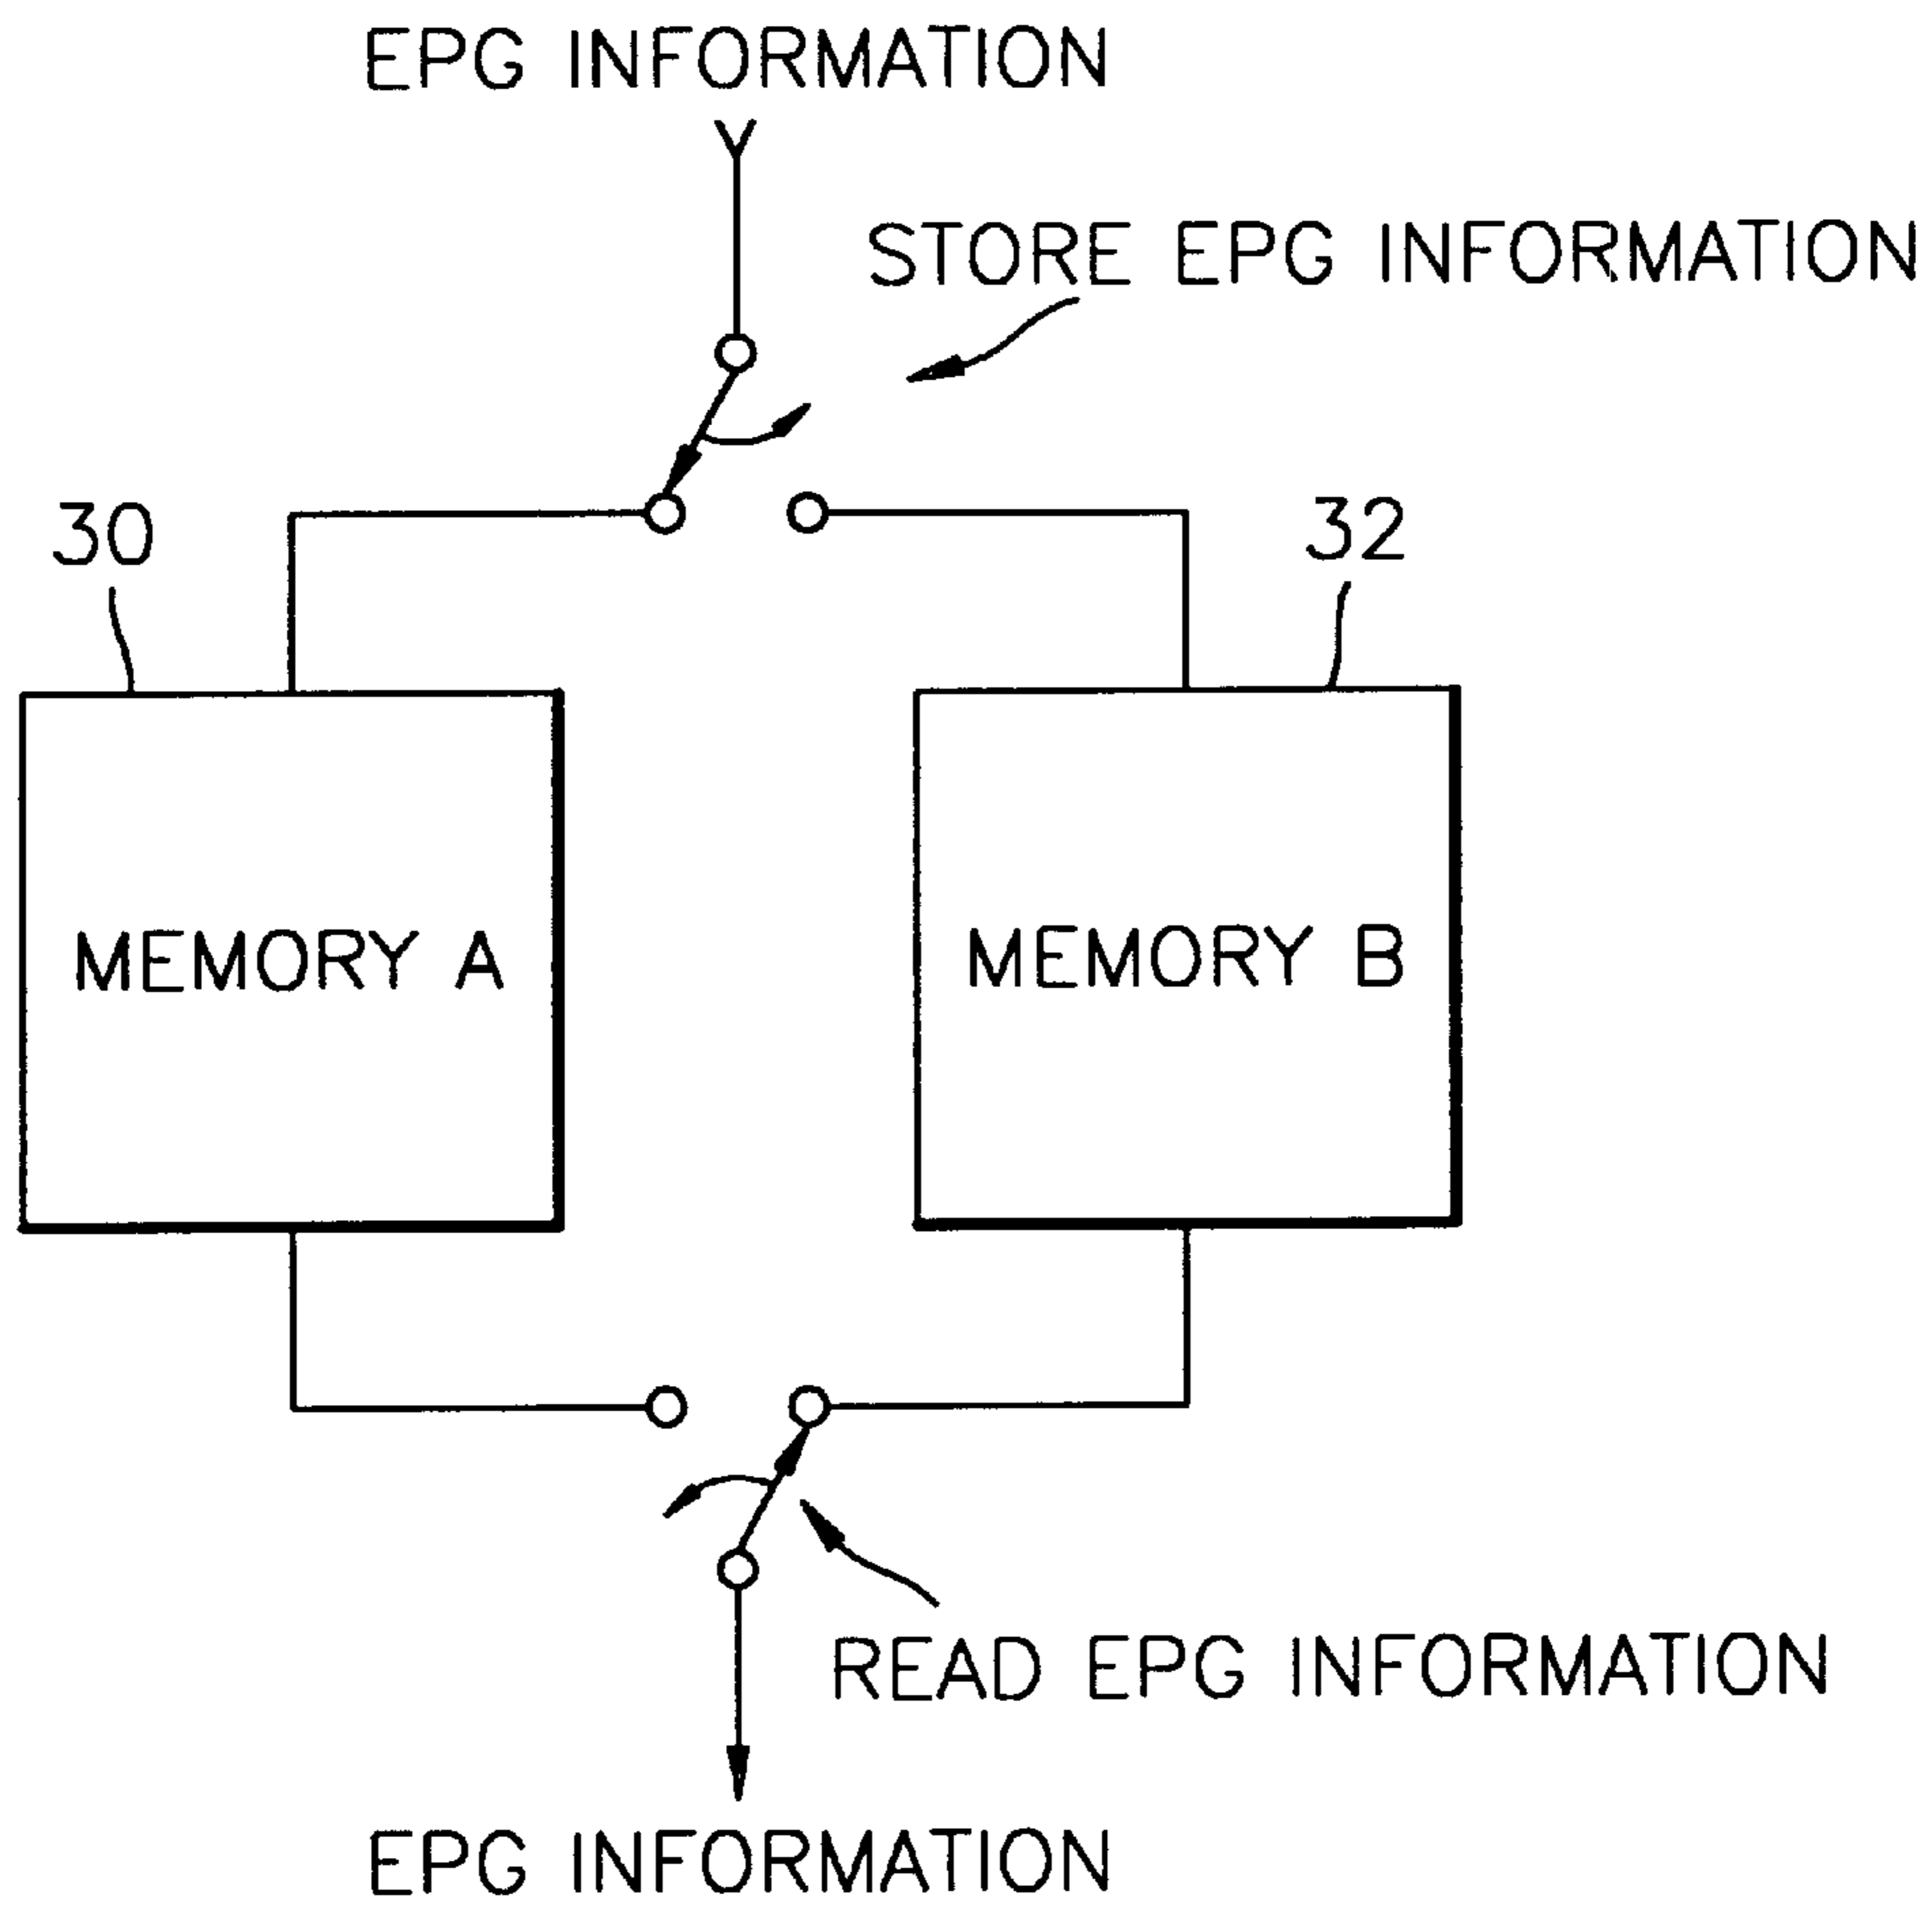 EPG INFORMATION
STORE EPG INFORMATION
30
32
MEMORY A
MEMORY B
READ EPG INFORMATION
EPG INFORMATION